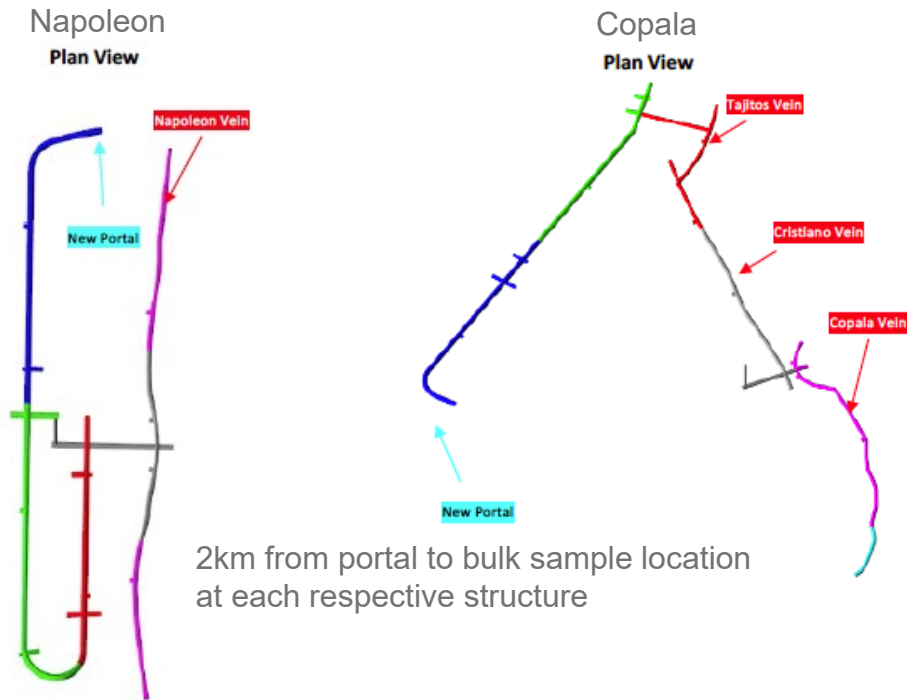 Napoleon
Plan View
Napoleon Vein
New Portal
Copala
Plan View
Tajitos Vein
Cristiano Vein
Copala Vein
New Portal
2km from portal to bulk sample location
at each respective structure